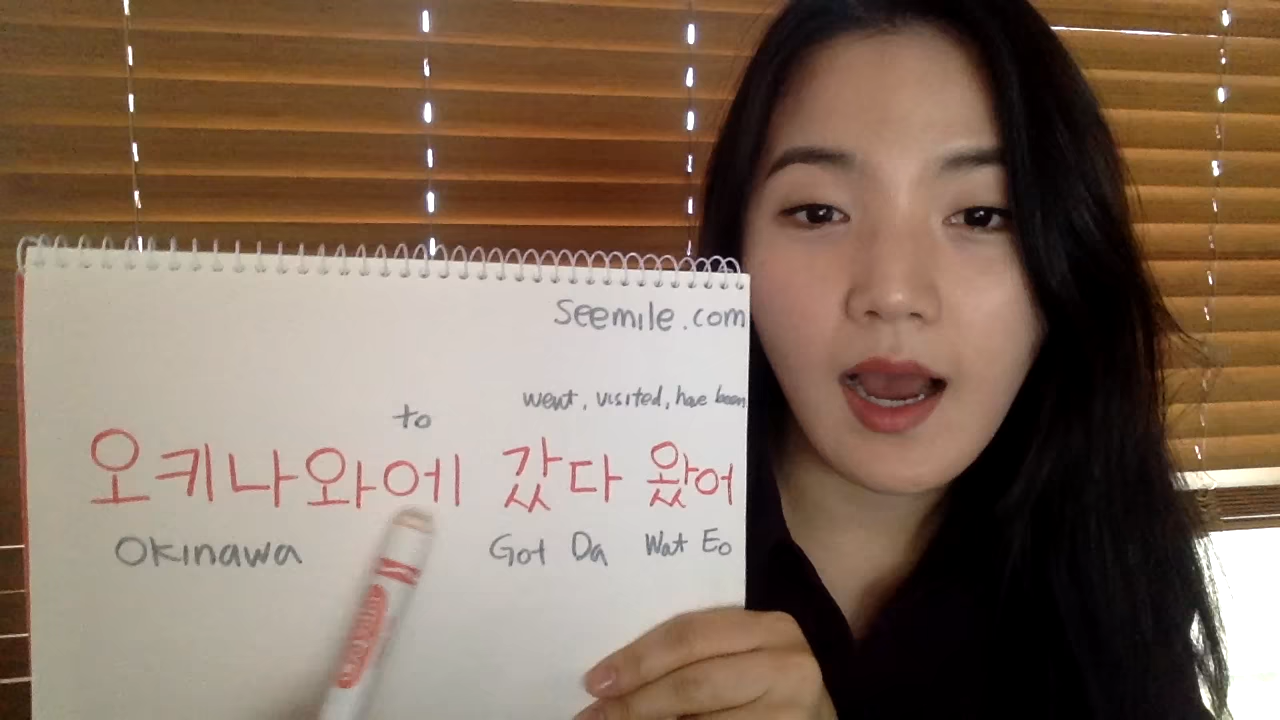 seemile.com
went, visited, have been
to
오키나와에 갔다 왔어
Okinawa Got Da Wat Eo